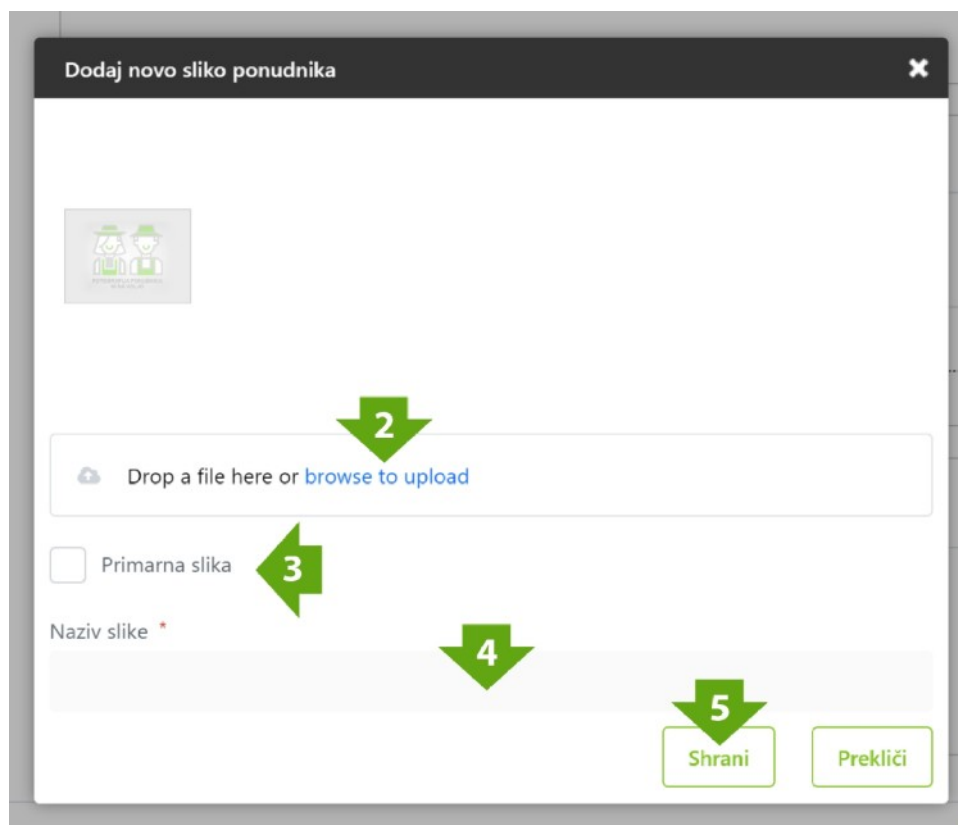 Dodaj novo sliko ponudnika
2
Drop a file here or browse to upload
Primarna slika
3
Naziv slike *
4
5
Shrani
Prekliči